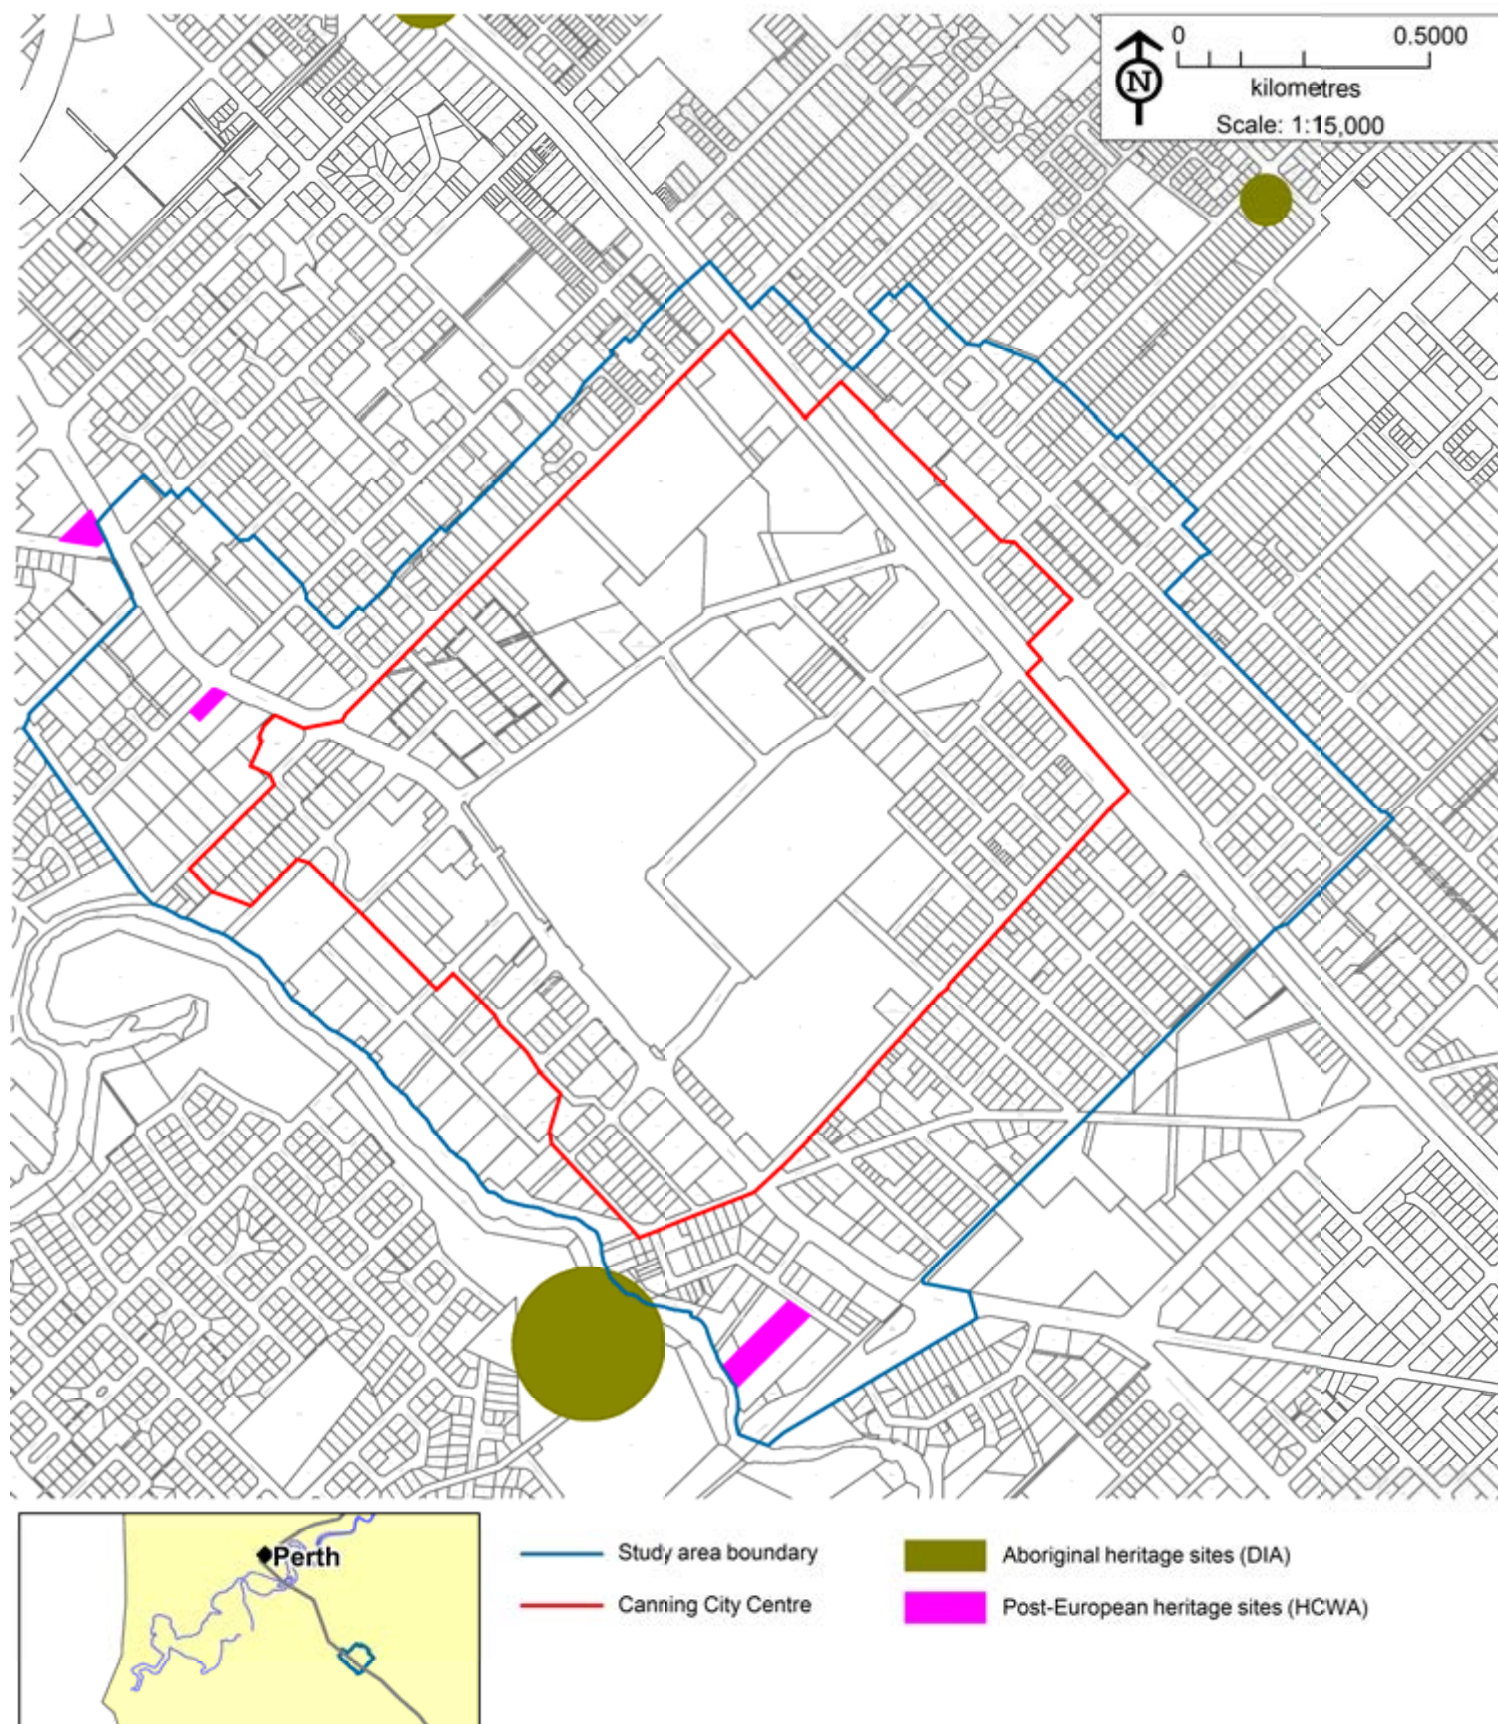 0 0.5000
N
kilometres
Scale: 1:15,000
Perth
Study area boundary
Canning City Centre
Aboriginal heritage sites (DIA)
Post-European heritage sites (HCWA)